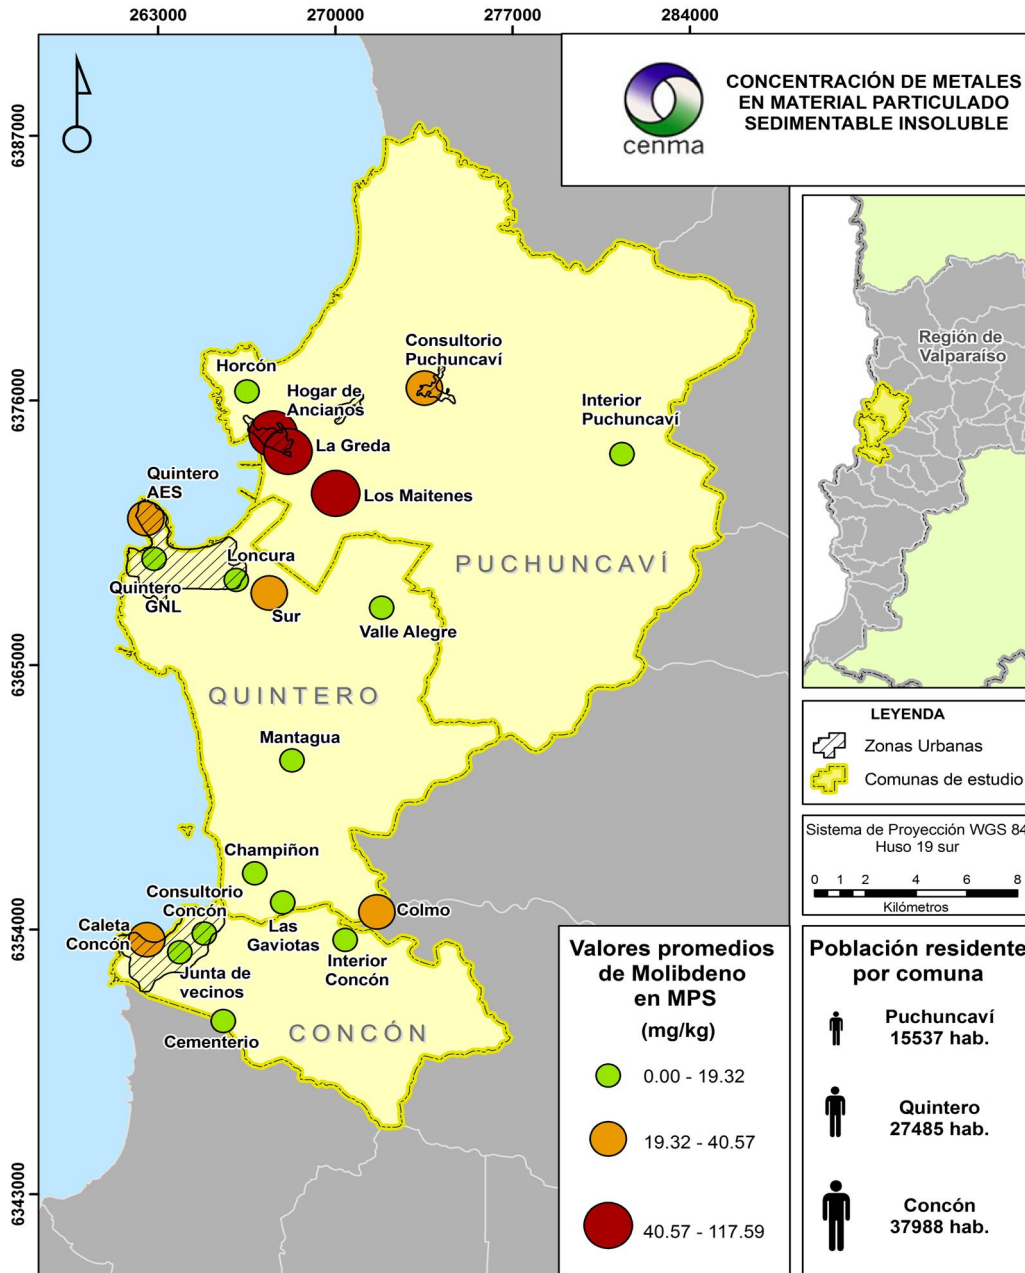 263000
270000
277000
284000
6387000
6376000
6365000
6354000
6343000
cenma
CONCENTRACIÓN DE METALES
EN MATERIAL PARTICULADO
SEDIMENTABLE INSOLUBLE
Región de
Valparaíso
Consultorio
Puchuncaví
Horcón
Hogar de
Ancianos
Interior
Puchuncaví
La Greda
Quintero
AES
Los Maitenes
Loncura
PUCHUNCAVÍ
Quintero
GNL
Sur
Valle Alegre
QUINTERO
Mantagua
Champiñon
Consultorio
Concón
Caleta
Concón
Las
Gaviotas
Colmo
Interior
Concón
Junta de
vecinos
Cementerio
CONCÓN
LEYENDA
Zonas Urbanas
Comunas de estudio
Sistema de Proyección WGS 84
Huso 19 sur
0 1 2 4 6 8
Kilómetros
Valores promedios
de Molibdeno
en MPS
(mg/kg)
0.00 - 19.32
19.32 - 40.57
40.57 - 117.59
Población residente
por comuna
Puchuncaví
15537 hab.
Quintero
27485 hab.
Concón
37988 hab.